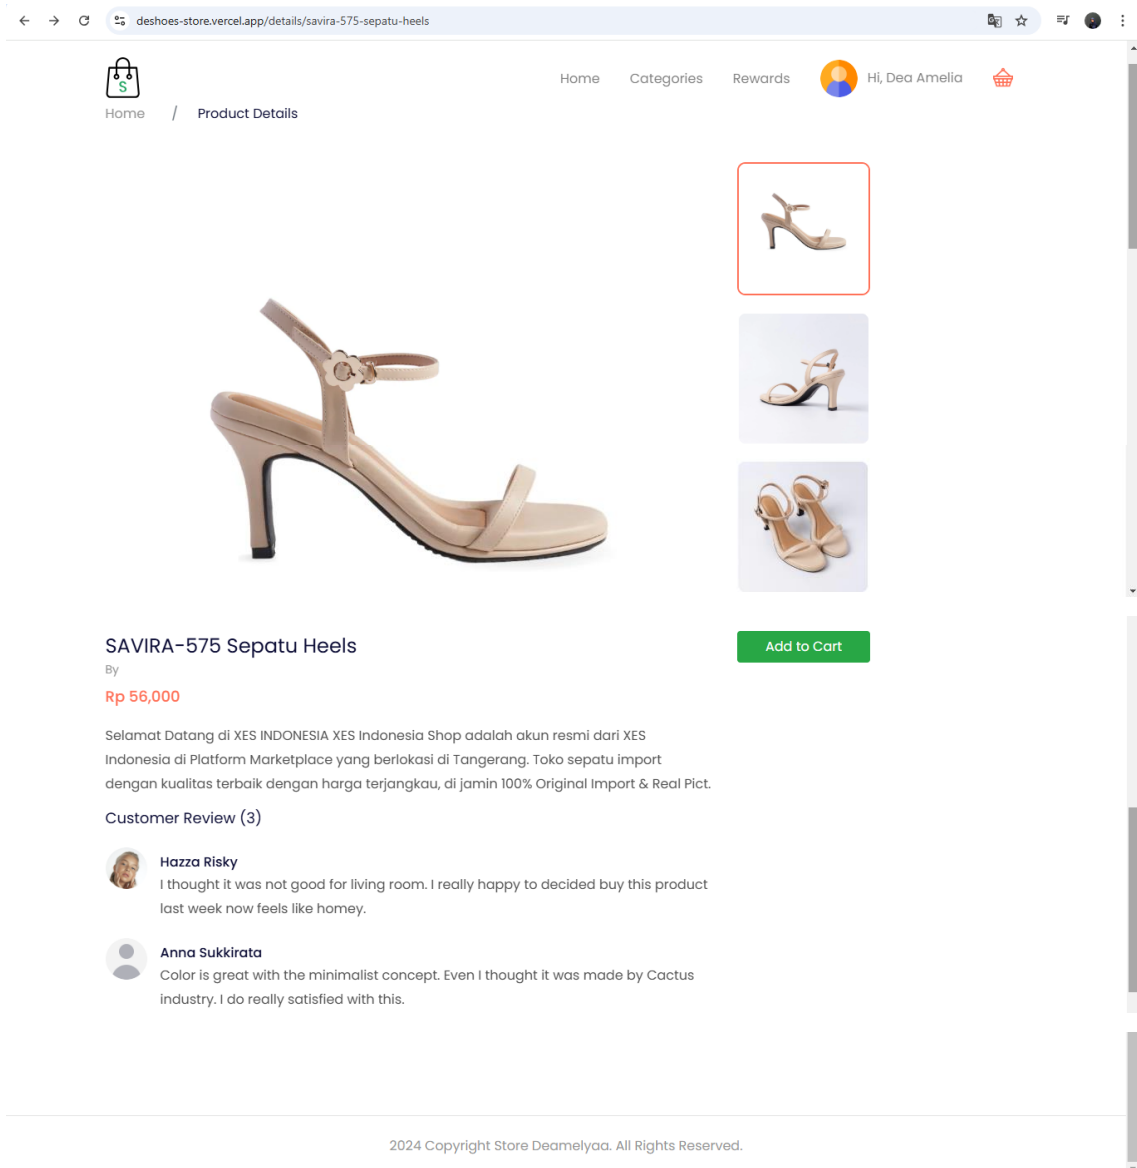 deshoes-store.vercel.app/details/savira-575-sepatu-heels
S
Home Categories Rewards Hi, Dea Amelia
Home / Product Details
SAVIRA-575 Sepatu Heels
Add to Cart
By
Rp 56,000
Selamat Datang di XES INDONESIA XES Indonesia Shop adalah akun resmi dari XES
Indonesia di Platform Marketplace yang berlokasi di Tangerang. Toko sepatu import
dengan kualitas terbaik dengan harga terjangkau, di jamin 100% Original Import & Real Pict.
Customer Review (3)
Hazza Risky
I thought it was not good for living room. I really happy to decided buy this product
last week now feels like homey.
Anna Sukkirata
Color is great with the minimalist concept. Even I thought it was made by Cactus
industry. I do really satisfied with this.
2024 Copyright Store Deamelyaa. All Rights Reserved.